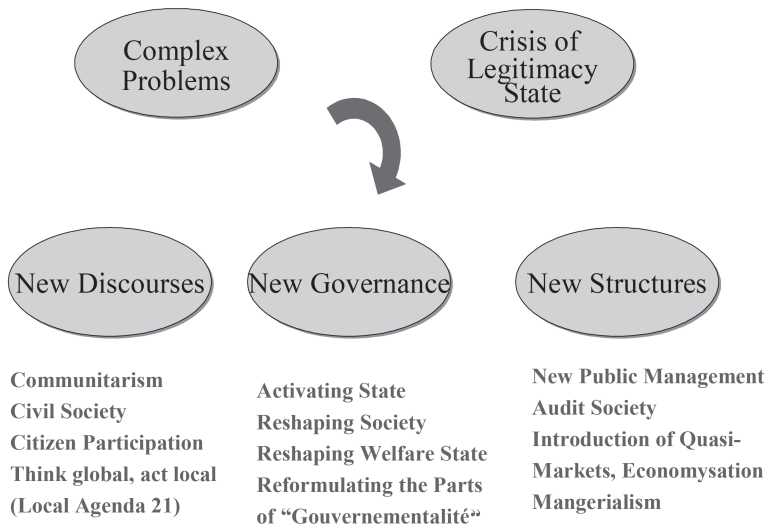 Complex
Problems
Crisis of
Legitimacy
State
New Discourses
New Governance
New Structures
Communitarism
Civil Society
Citizen Participation
Think global, act local
(Local Agenda 21)
Activating State
Reshaping Society
Reshaping Welfare State
Reformulating the Parts
of “Gouvernementalité“
New Public Management
Audit Society
Introduction of Quasi-
Markets, Economysation
Mangerialism